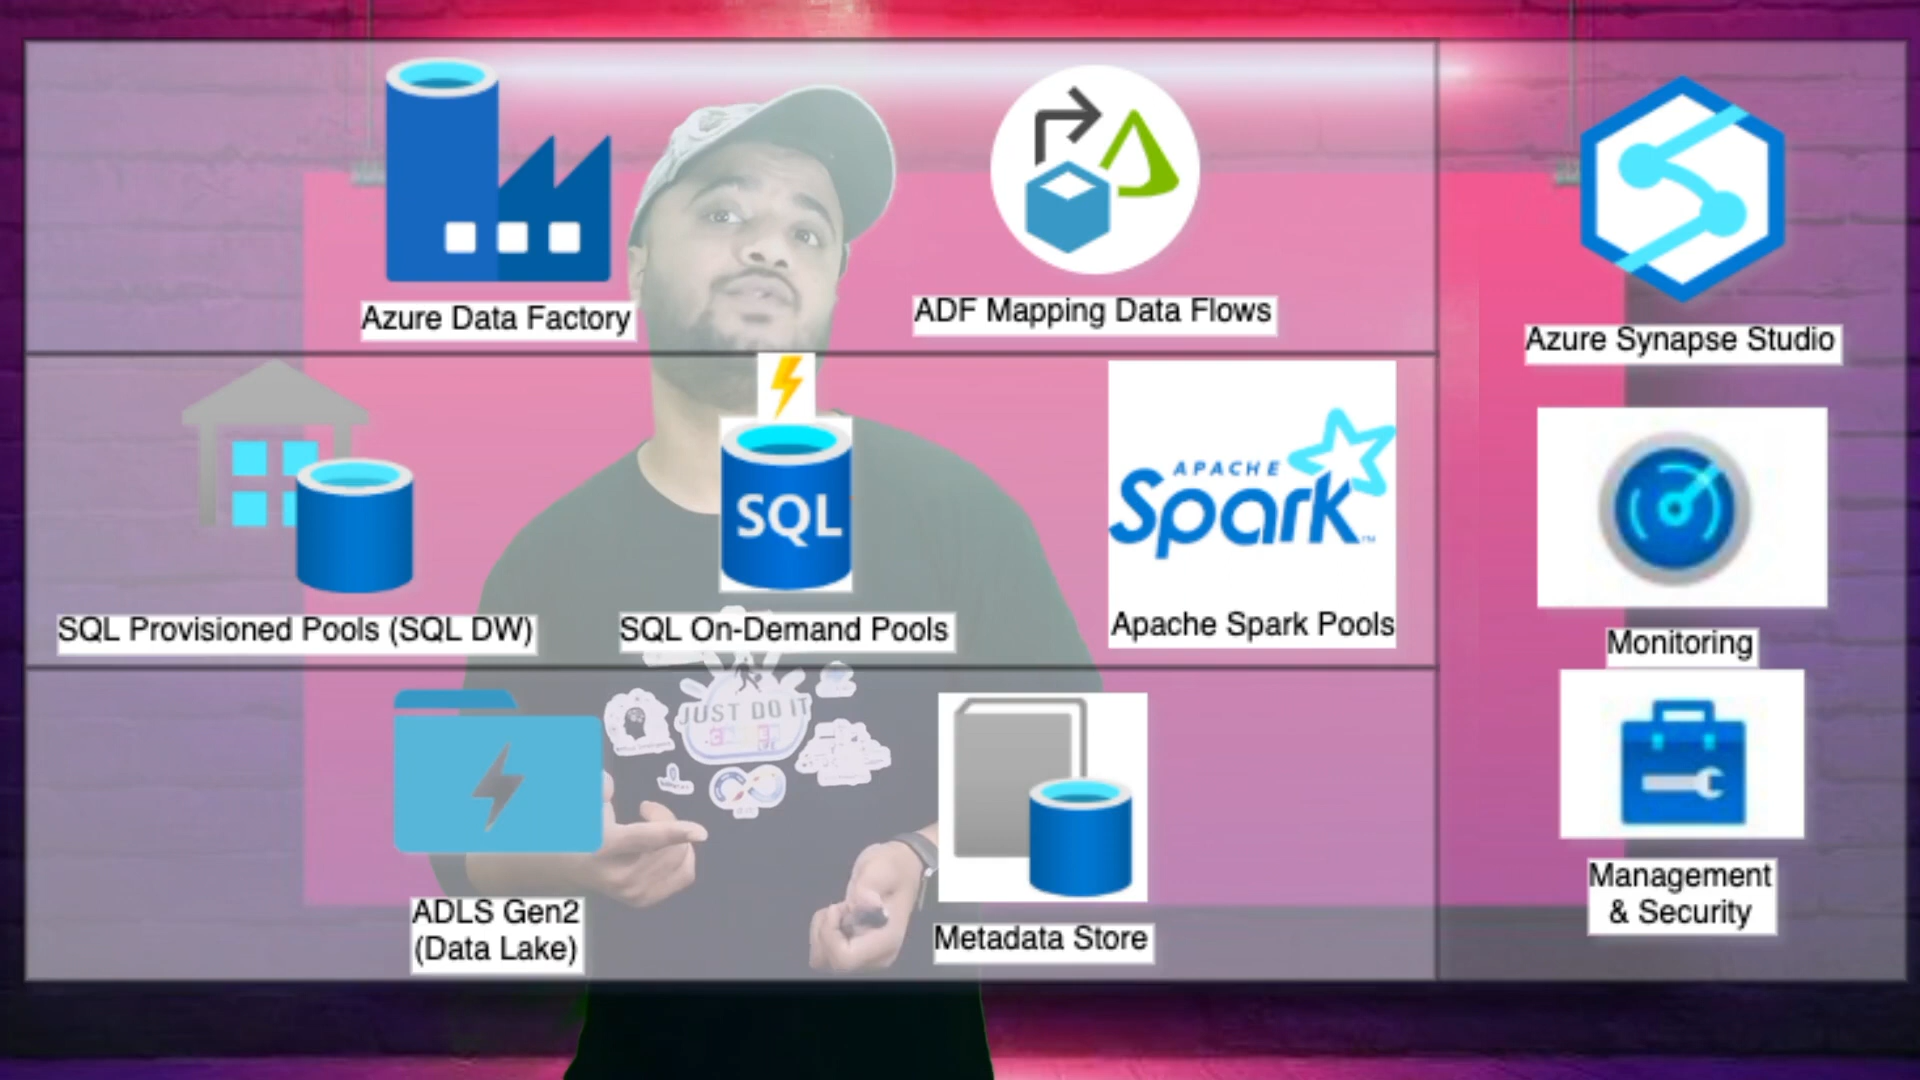 Azure Data Factory
ADF Mapping Data Flows
Azure Synapse Studio
SQL
APACHE
Spark
SQL Provisioned Pools (SQL DW)
SQL On-Demand Pools
Apache Spark Pools
Monitoring
JUST DO IT
ADLS Gen2
(Data Lake)
Metadata Store
Management
& Security